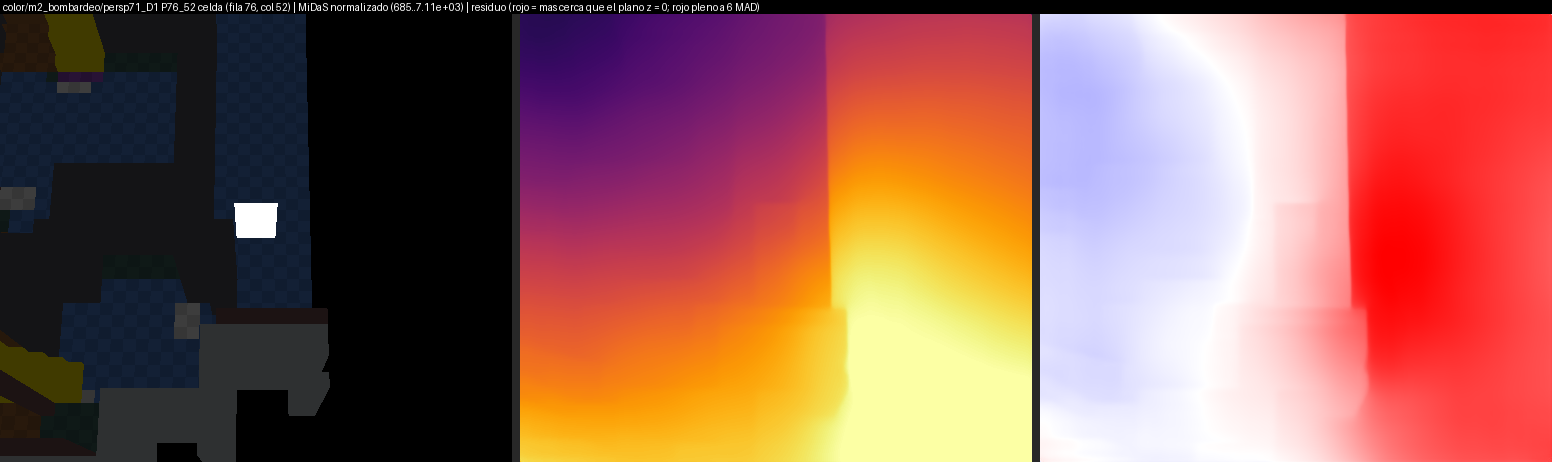 color/m2_bombardeo/persp71_D1 P76_52 celda (fila 76, col 52) | MiDaS normalizado (685..7.11e+03) | residuo (rojo = mas cerca que el plano z = 0; rojo pleno a 6 MAD)